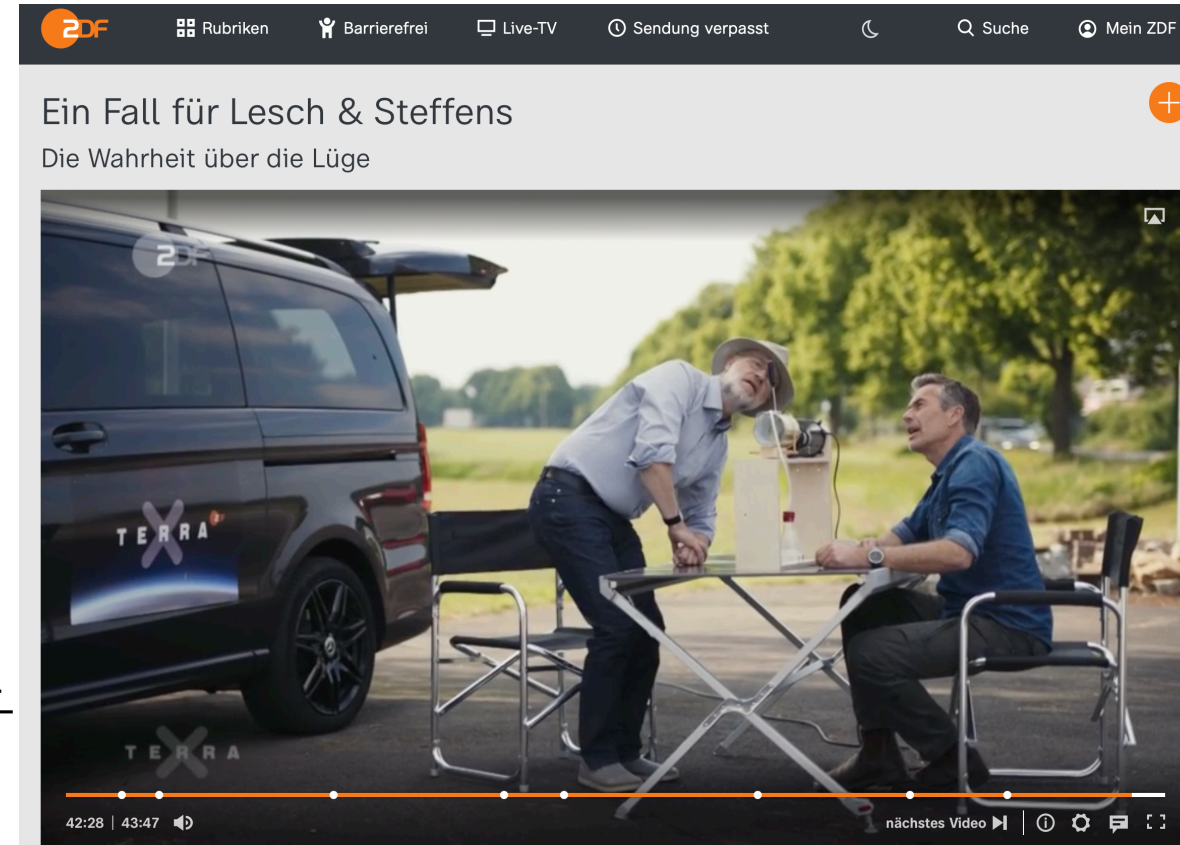 ZDF
Rubriken
Barrierefrei
Live-TV
Sendung verpasst
Suche
Mein ZDF
Ein Fall für Lesch & Steffens
Die Wahrheit über die Lüge
ZDF
TERRA X
TERRA X
42:28 | 43:47
nächstes Video